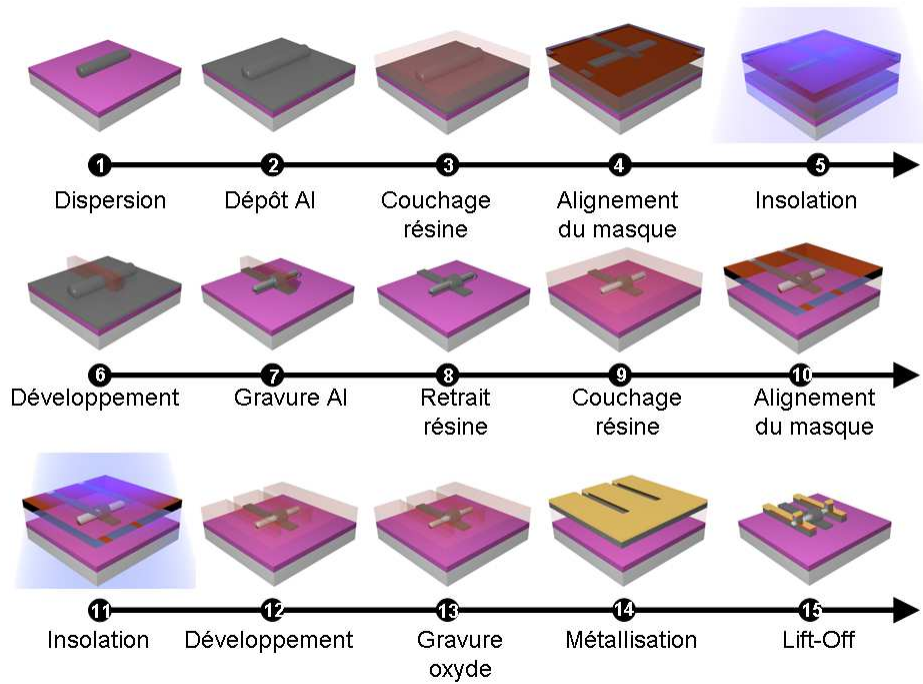 1 2 3 4 5
Dispersion Dépôt Al Couchage résine Alignement du masque Insolation
6 7 8 9 10
Développement Gravure Al Retrait résine Couchage résine Alignement du masque
11 12 13 14 15
Insolation Développement Gravure oxyde Métallisation Lift-Off